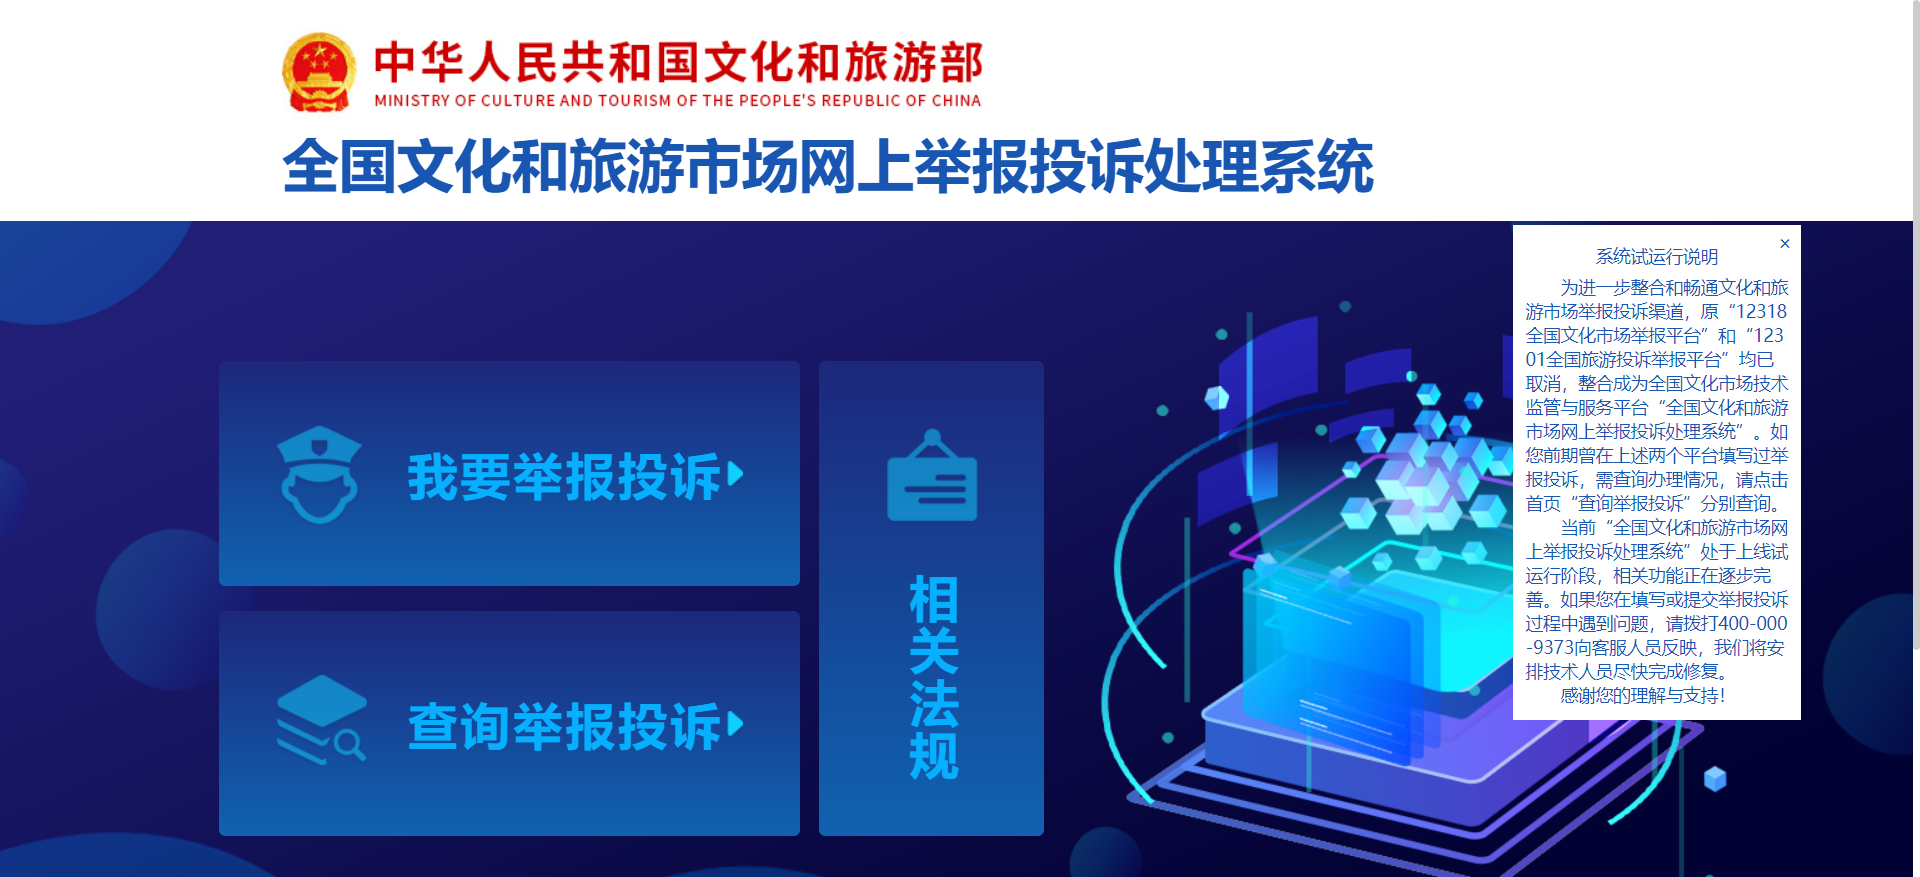 中华人民共和国文化和旅游部
MINISTRY OF CULTURE AND TOURISM OF THE PEOPLE'S REPUBLIC OF CHINA
全国文化和旅游市场网上举报投诉处理系统
我要举报投诉
查询举报投诉
相关法规
×
系统试运行说明
为进一步整合和畅通文化和旅
游市场举报投诉渠道，原“12318
全国文化市场举报平台”和“123
01全国旅游投诉举报平台”均已
取消，整合成为全国文化市场技术
监管与服务平台“全国文化和旅游
市场网上举报投诉处理系统”。如
您前期曾在上述两个平台填写过举
报投诉，需查询办理情况，请点击
首页“查询举报投诉”分别查询。
当前“全国文化和旅游市场网
上举报投诉处理系统”处于上线试
运行阶段，相关功能正在逐步完
善。如果您在填写或提交举报投诉
过程中遇到问题，请拨打400-000
-9373向客服人员反映，我们将安
排技术人员尽快完成修复。
感谢您的理解与支持！